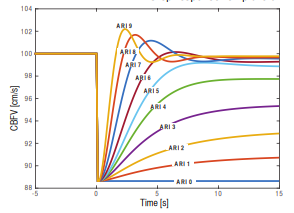 104
102
100
98
96
94
92
90
88
CBFV [cm/s]
ARI 9
ARI 8
ARI 7
ARI 6
ARI 5
ARI 4
ARI 3
ARI 2
ARI 1
ARI 0
-5
0
5
10
15
Time [s]